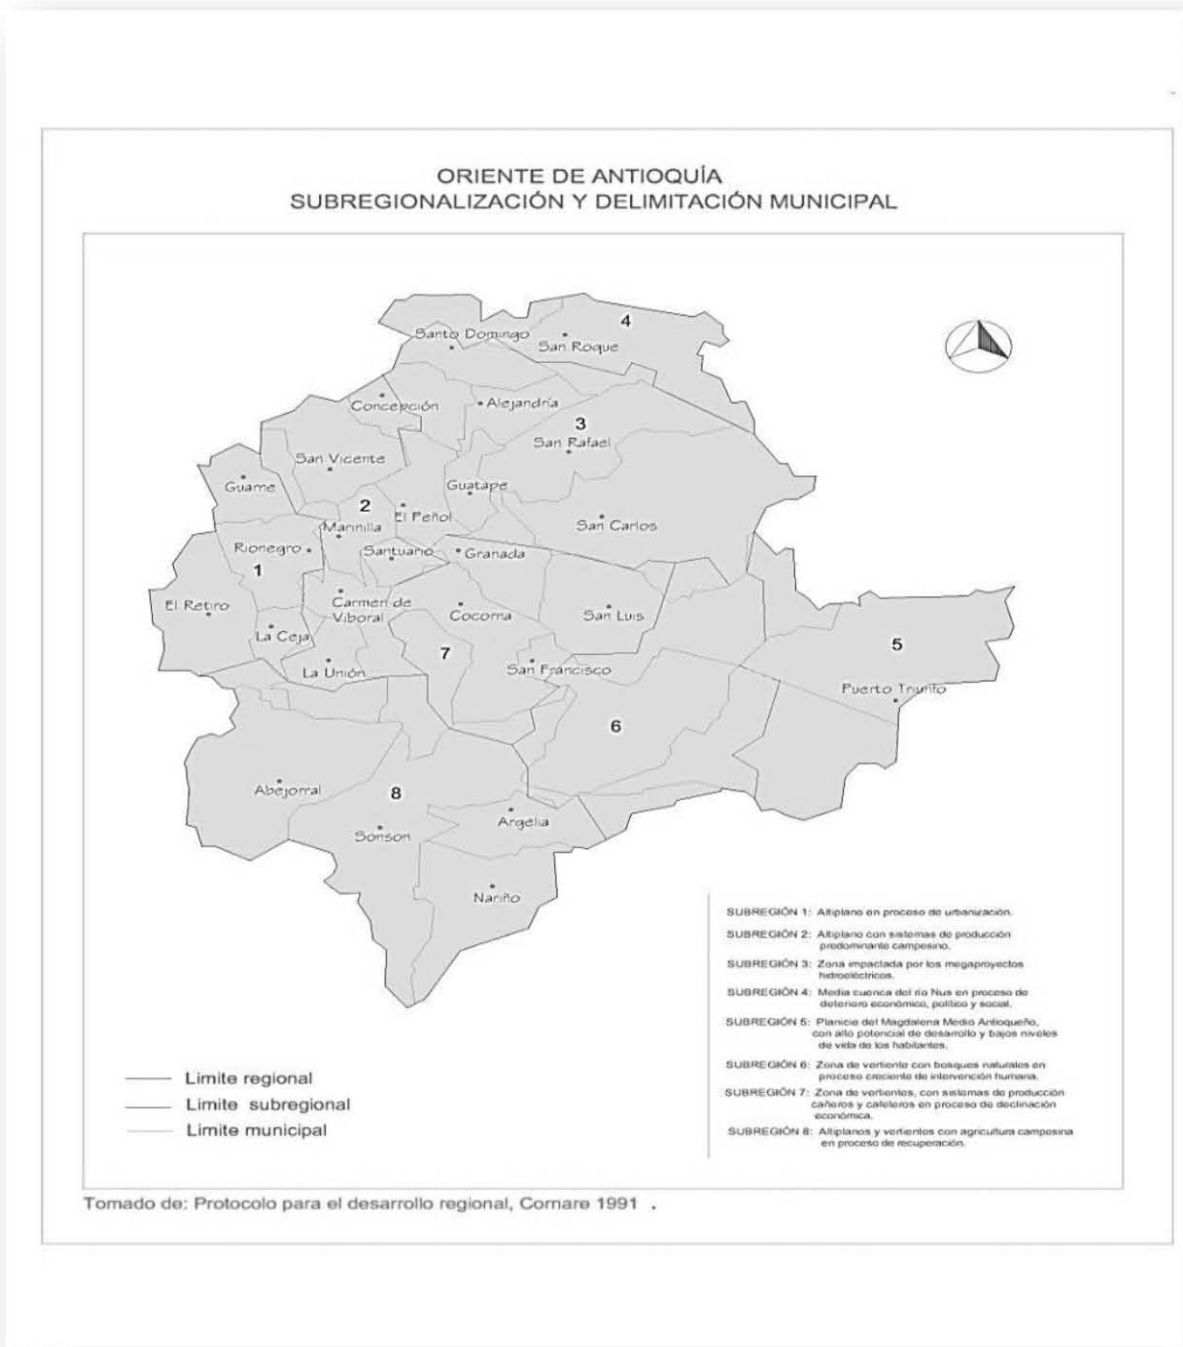 ORIENTE DE ANTIOQUÍA
SUBREGIONALIZACIÓN Y DELIMITACIÓN MUNICIPAL
4
Santo Domingo
San Roque
Concepción
Alejandría
3
San Rafael
San Vicente
Guarne
Guatape
2
El Peñol
Marinilla
San Carlos
Rionegro
Santuario
Granada
1
El Retiro
Carmen de
Viboral
Cocorna
San Luis
La Ceja
5
7
La Unión
San Francisco
Puerto Triunfo
6
Abejorral
8
Argelia
Sonson
Nariño
SUBREGIÓN 1: Altiplano en proceso de urbanización.
SUBREGIÓN 2: Altiplano con sistemas de producción
predominante campesino.
SUBREGIÓN 3: Zona impactada por los megaproyectos
hidroeléctricos.
SUBREGIÓN 4: Media cuenca del río Nus en proceso de
deterioro económico, político y social.
SUBREGIÓN 5: Planicie del Magdalena Medio Antioqueño,
con alto potencial de desarrollo y bajos niveles
de vida de los habitantes.
SUBREGIÓN 6: Zona de vertiente con bosques naturales en
proceso creciente de intervención humana.
SUBREGIÓN 7: Zona de vertientes, con sistemas de producción
cañeros y cafeteros en proceso de declinación
económica.
SUBREGIÓN 8: Altiplanos y vertientes con agricultura campesina
en proceso de recuperación.
Limite regional
Limite subregional
Limite municipal
Tomado de: Protocolo para el desarrollo regional, Cornare 1991 .